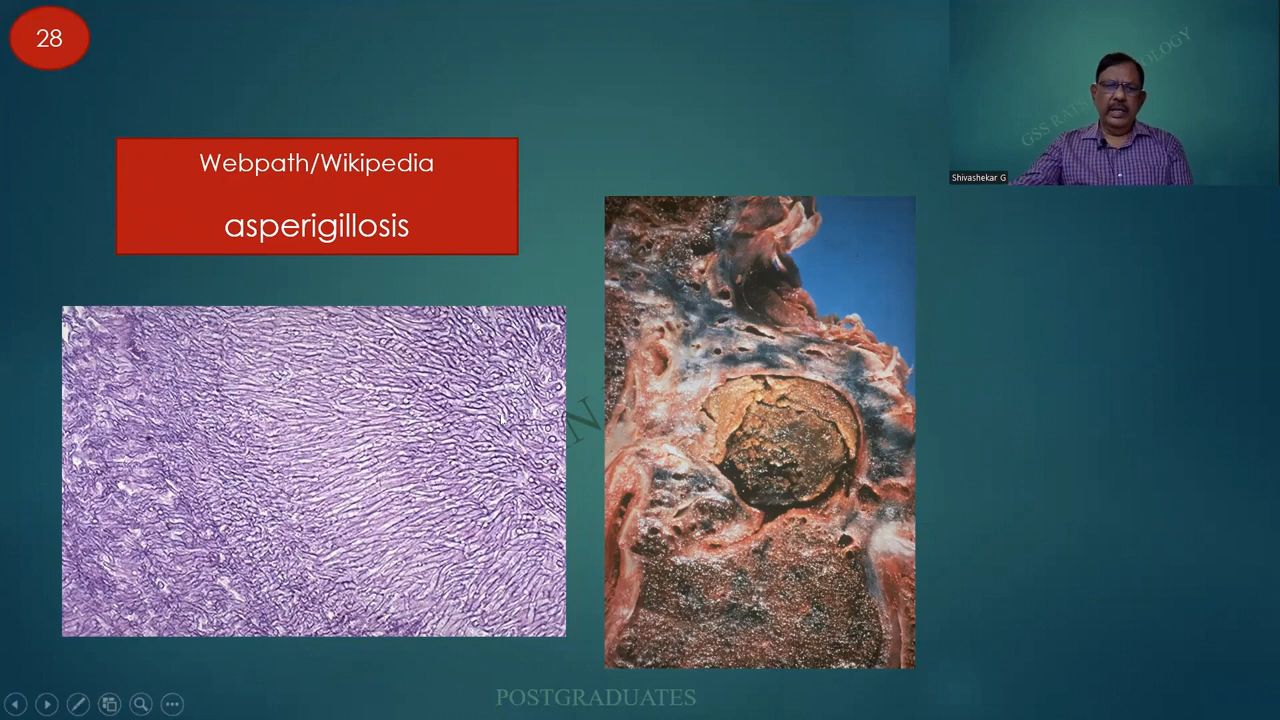 28
Webpath/Wikipedia
asperigillosis
Shivashekar G
POSTGRADUATES